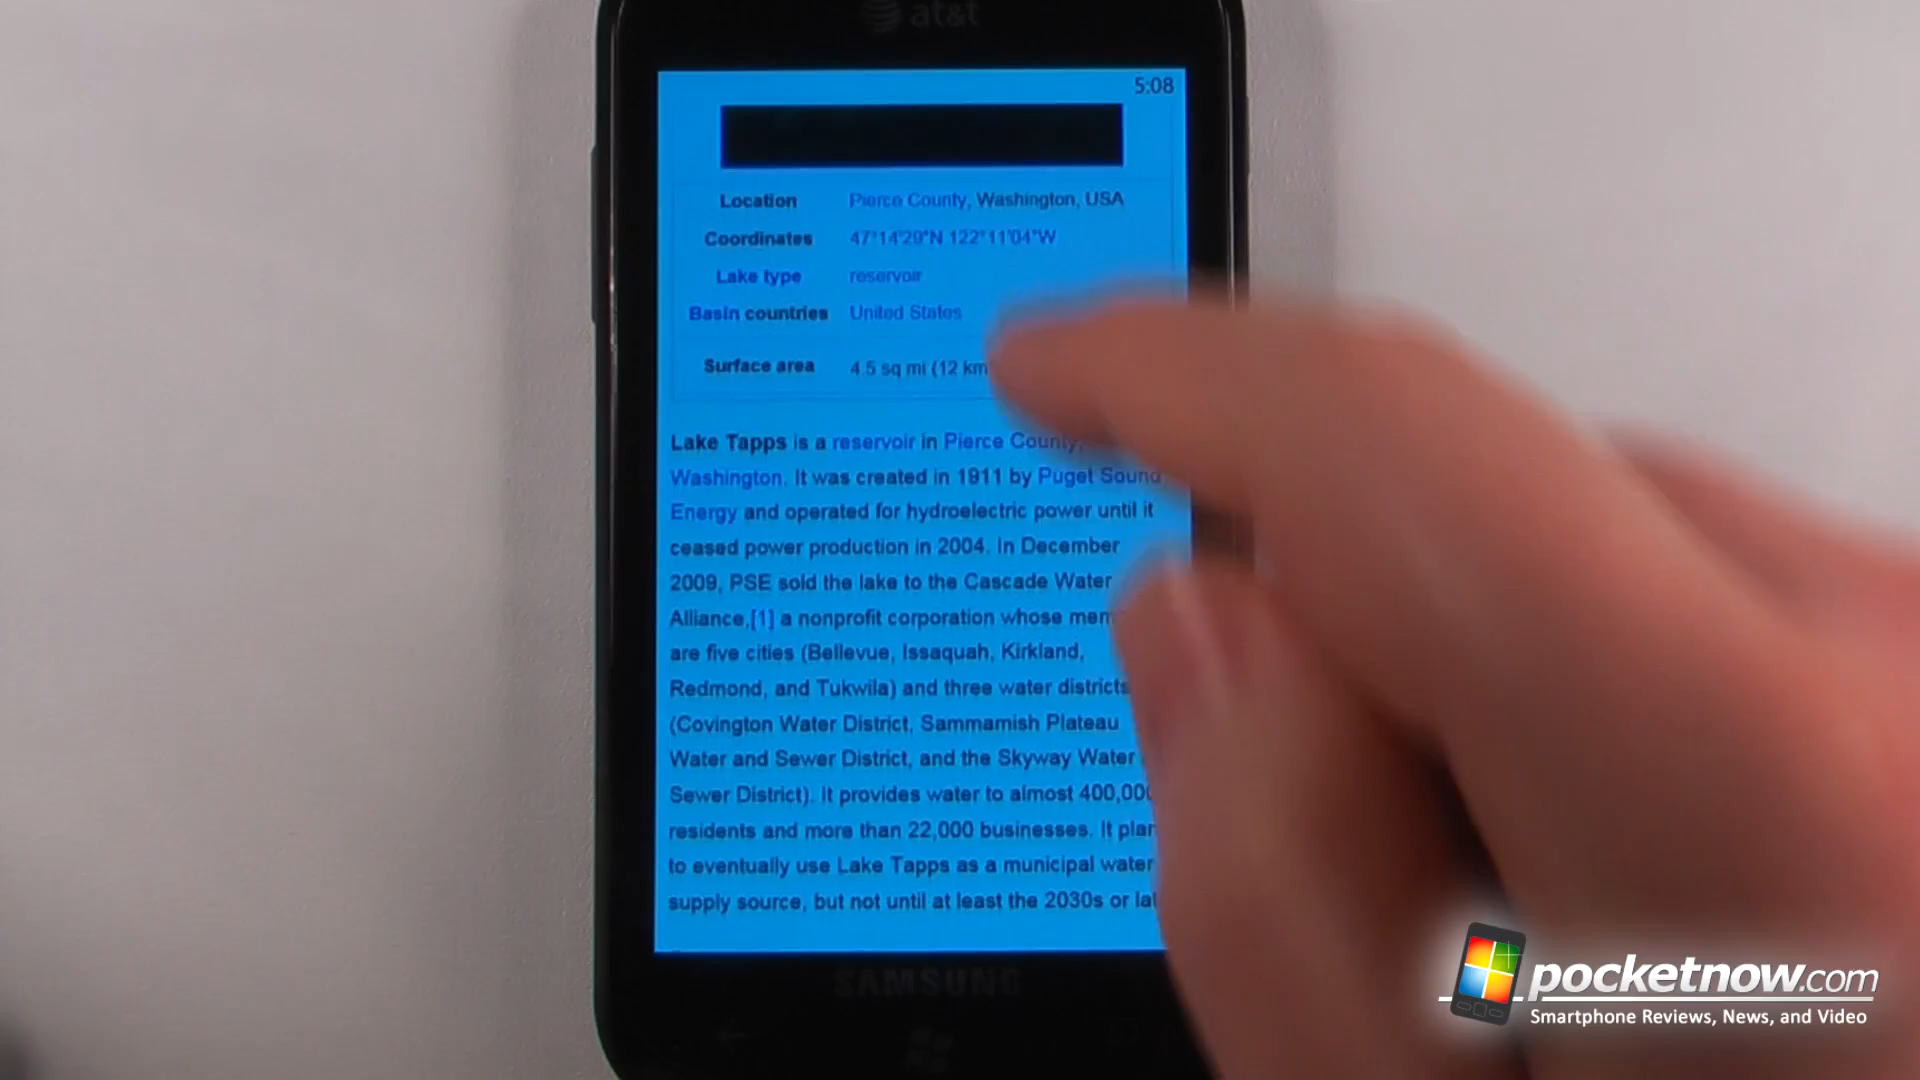 at&t
5:08
Location Pierce County, Washington, USA
Coordinates 47°14'29"N 122°11'04"W
Lake type reservoir
Basin countries United States
Surface area 4.5 sq mi (12 km
Lake Tapps is a reservoir in Pierce County,
Washington. It was created in 1911 by Puget Sound
Energy and operated for hydroelectric power until it
ceased power production in 2004. In December
2009, PSE sold the lake to the Cascade Water
Alliance,[1] a nonprofit corporation whose mem
are five cities (Bellevue, Issaquah, Kirkland,
Redmond, and Tukwila) and three water districts
(Covington Water District, Sammamish Plateau
Water and Sewer District, and the Skyway Water
Sewer District). It provides water to almost 400,000
residents and more than 22,000 businesses. It plan
to eventually use Lake Tapps as a municipal water
supply source, but not until at least the 2030s or lat
SAMSUNG
pocketnow.com
Smartphone Reviews, News, and Video